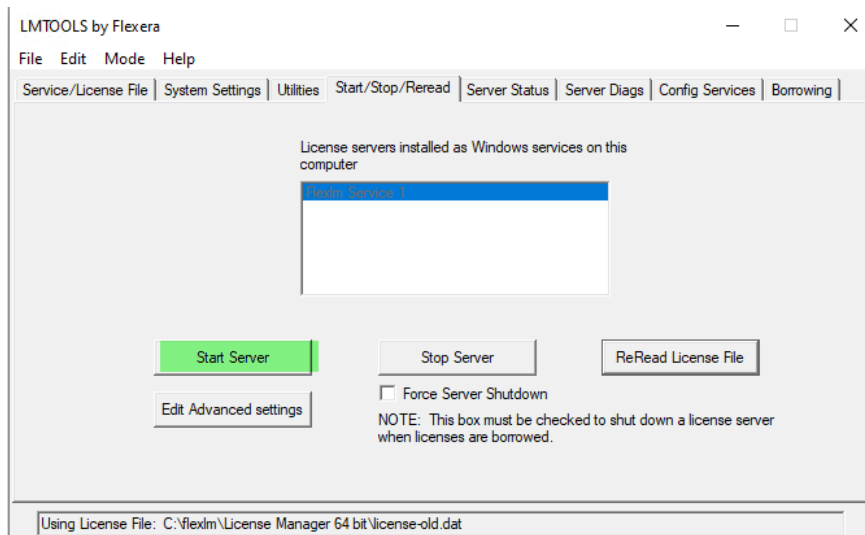 LMTOOLS by Flexera
File Edit Mode Help
Service/License File System Settings Utilities Start/Stop/Reread Server Status Server Diags Config Services Borrowing
License servers installed as Windows services on this
computer
Flexlm Service 1
Start Server Stop Server ReRead License File
Edit Advanced settings
Force Server Shutdown
NOTE: This box must be checked to shut down a license server
when licenses are borrowed.
Using License File: C:\flexlm\License Manager 64 bit\license-old.dat